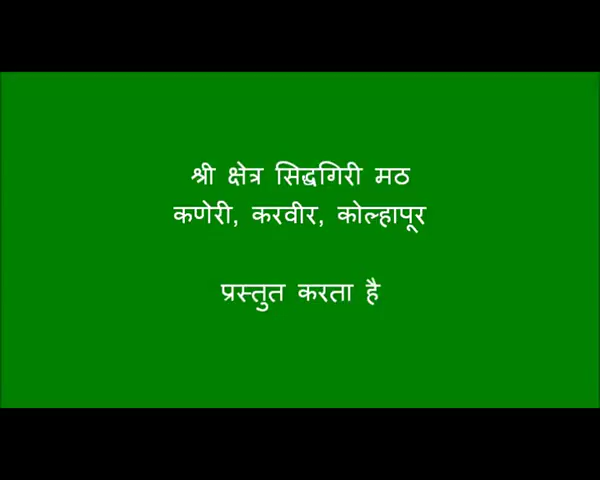 श्री क्षेत्र सिद्धगिरी मठ
कणेरी, करवीर, कोल्हापूर
प्रस्तुत करता है